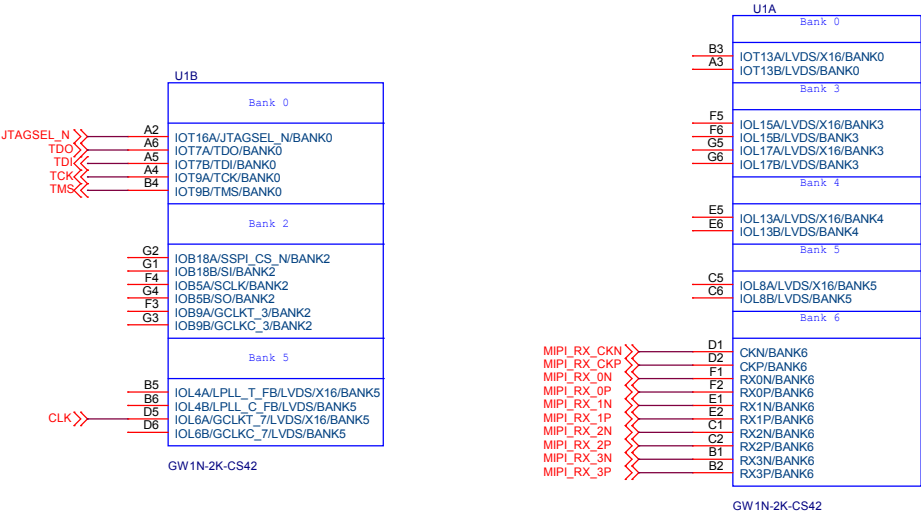 U1B
Bank 0
JTAGSEL_N A2 IOT16A/JTAGSEL_N/BANK0
TDO A6 IOT7A/TDO/BANK0
TDI A5 IOT7B/TDI/BANK0
TCK A4 IOT9A/TCK/BANK0
TMS B4 IOT9B/TMS/BANK0
Bank 2
G2 IOB18A/SSPI_CS_N/BANK2
G1 IOB18B/SI/BANK2
F4 IOB5A/SCLK/BANK2
G4 IOB5B/SO/BANK2
F3 IOB9A/GCLKT_3/BANK2
G3 IOB9B/GCLKC_3/BANK2
Bank 5
B5 IOL4A/LPLL_T_FB/LVDS/X16/BANK5
B6 IOL4B/LPLL_C_FB/LVDS/BANK5
CLK D5 IOL6A/GCLKT_7/LVDS/X16/BANK5
D6 IOL6B/GCLKC_7/LVDS/BANK5
GW1N-2K-CS42
U1A
Bank 0
B3 IOT13A/LVDS/X16/BANK0
A3 IOT13B/LVDS/BANK0
Bank 3
F5 IOL15A/LVDS/X16/BANK3
F6 IOL15B/LVDS/BANK3
G5 IOL17A/LVDS/X16/BANK3
G6 IOL17B/LVDS/BANK3
Bank 4
E5 IOL13A/LVDS/X16/BANK4
E6 IOL13B/LVDS/BANK4
Bank 5
C5 IOL8A/LVDS/X16/BANK5
C6 IOL8B/LVDS/BANK5
Bank 6
MIPI_RX_CKN D1 CKN/BANK6
MIPI_RX_CKP D2 CKP/BANK6
MIPI_RX_0N F1 RX0N/BANK6
MIPI_RX_0P F2 RX0P/BANK6
MIPI_RX_1N E1 RX1N/BANK6
MIPI_RX_1P E2 RX1P/BANK6
MIPI_RX_2N C1 RX2N/BANK6
MIPI_RX_2P C2 RX2P/BANK6
MIPI_RX_3N B1 RX3N/BANK6
MIPI_RX_3P B2 RX3P/BANK6
GW1N-2K-CS42